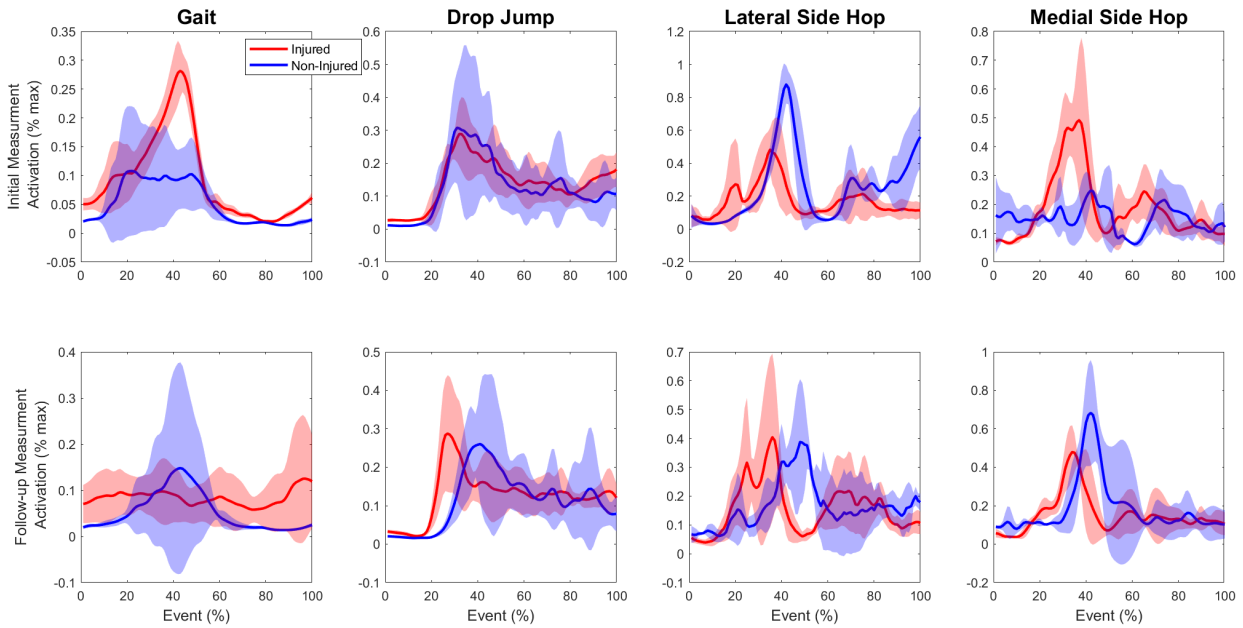 Gait
Drop Jump
Lateral Side Hop
Medial Side Hop
Initial Measurment
Activation (% max)
0.35
0.3
0.25
0.2
0.15
0.1
0.05
0
-0.05
0 20 40 60 80 100
Injured
Non-Injured
0.6
0.5
0.4
0.3
0.2
0.1
0
-0.1
0 20 40 60 80 100
1.2
1
0.8
0.6
0.4
0.2
0
-0.2
0 20 40 60 80 100
0.8
0.7
0.6
0.5
0.4
0.3
0.2
0.1
0
0 20 40 60 80 100
Follow-up Measurment
Activation (% max)
0.4
0.3
0.2
0.1
0
-0.1
0 20 40 60 80 100
Event (%)
0.5
0.4
0.3
0.2
0.1
0
-0.1
0 20 40 60 80 100
Event (%)
0.7
0.6
0.5
0.4
0.3
0.2
0.1
0
-0.1
0 20 40 60 80 100
Event (%)
1
0.8
0.6
0.4
0.2
0
-0.2
0 20 40 60 80 100
Event (%)